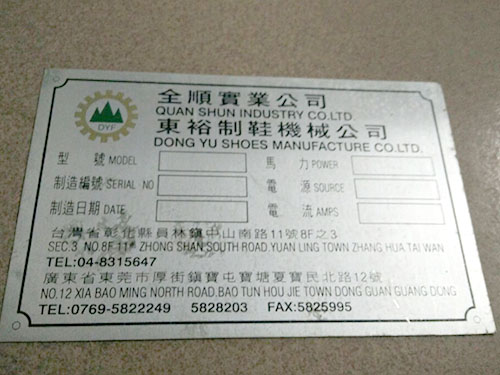 全順實業公司
QUAN SHUN INDUSTRY CO.LTD.
東裕制鞋機械公司
DONG YU SHOES MANUFACTURE CO.LTD.
DYF
型 號 MODEL 馬 力 POWER
制造編號 SERIAL NO 電 源 SOURCE
制造日期 DATE 電 流 AMPS
台灣省彰化縣員林鎮中山南路11號8F之3
SEC.3 NO.8F 11# ZHONG SHAN SOUTH ROAD.YUAN LING TOWN ZHANG HUA TAI WAN
TEL:04-8315647
廣東省東莞市厚街鎮寶屯寶塘夏寶民北路12號
NO.12 XIA BAO MING NORTH ROAD.BAO TUN HOU JIE TOWN DONG GUAN GUANG DONG
TEL:0769-5822249 5828203 FAX:5825995